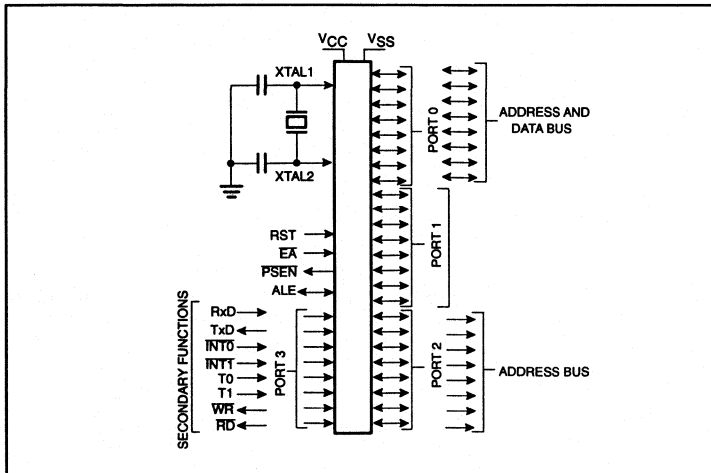 VCC VSS
XTAL1
XTAL2
RST
EA
PSEN
ALE
SECONDARY FUNCTIONS
RxD
TxD
INT0
INT1
T0
T1
WR
RD
PORT 3
PORT 0
ADDRESS AND
DATA BUS
PORT 1
PORT 2
ADDRESS BUS